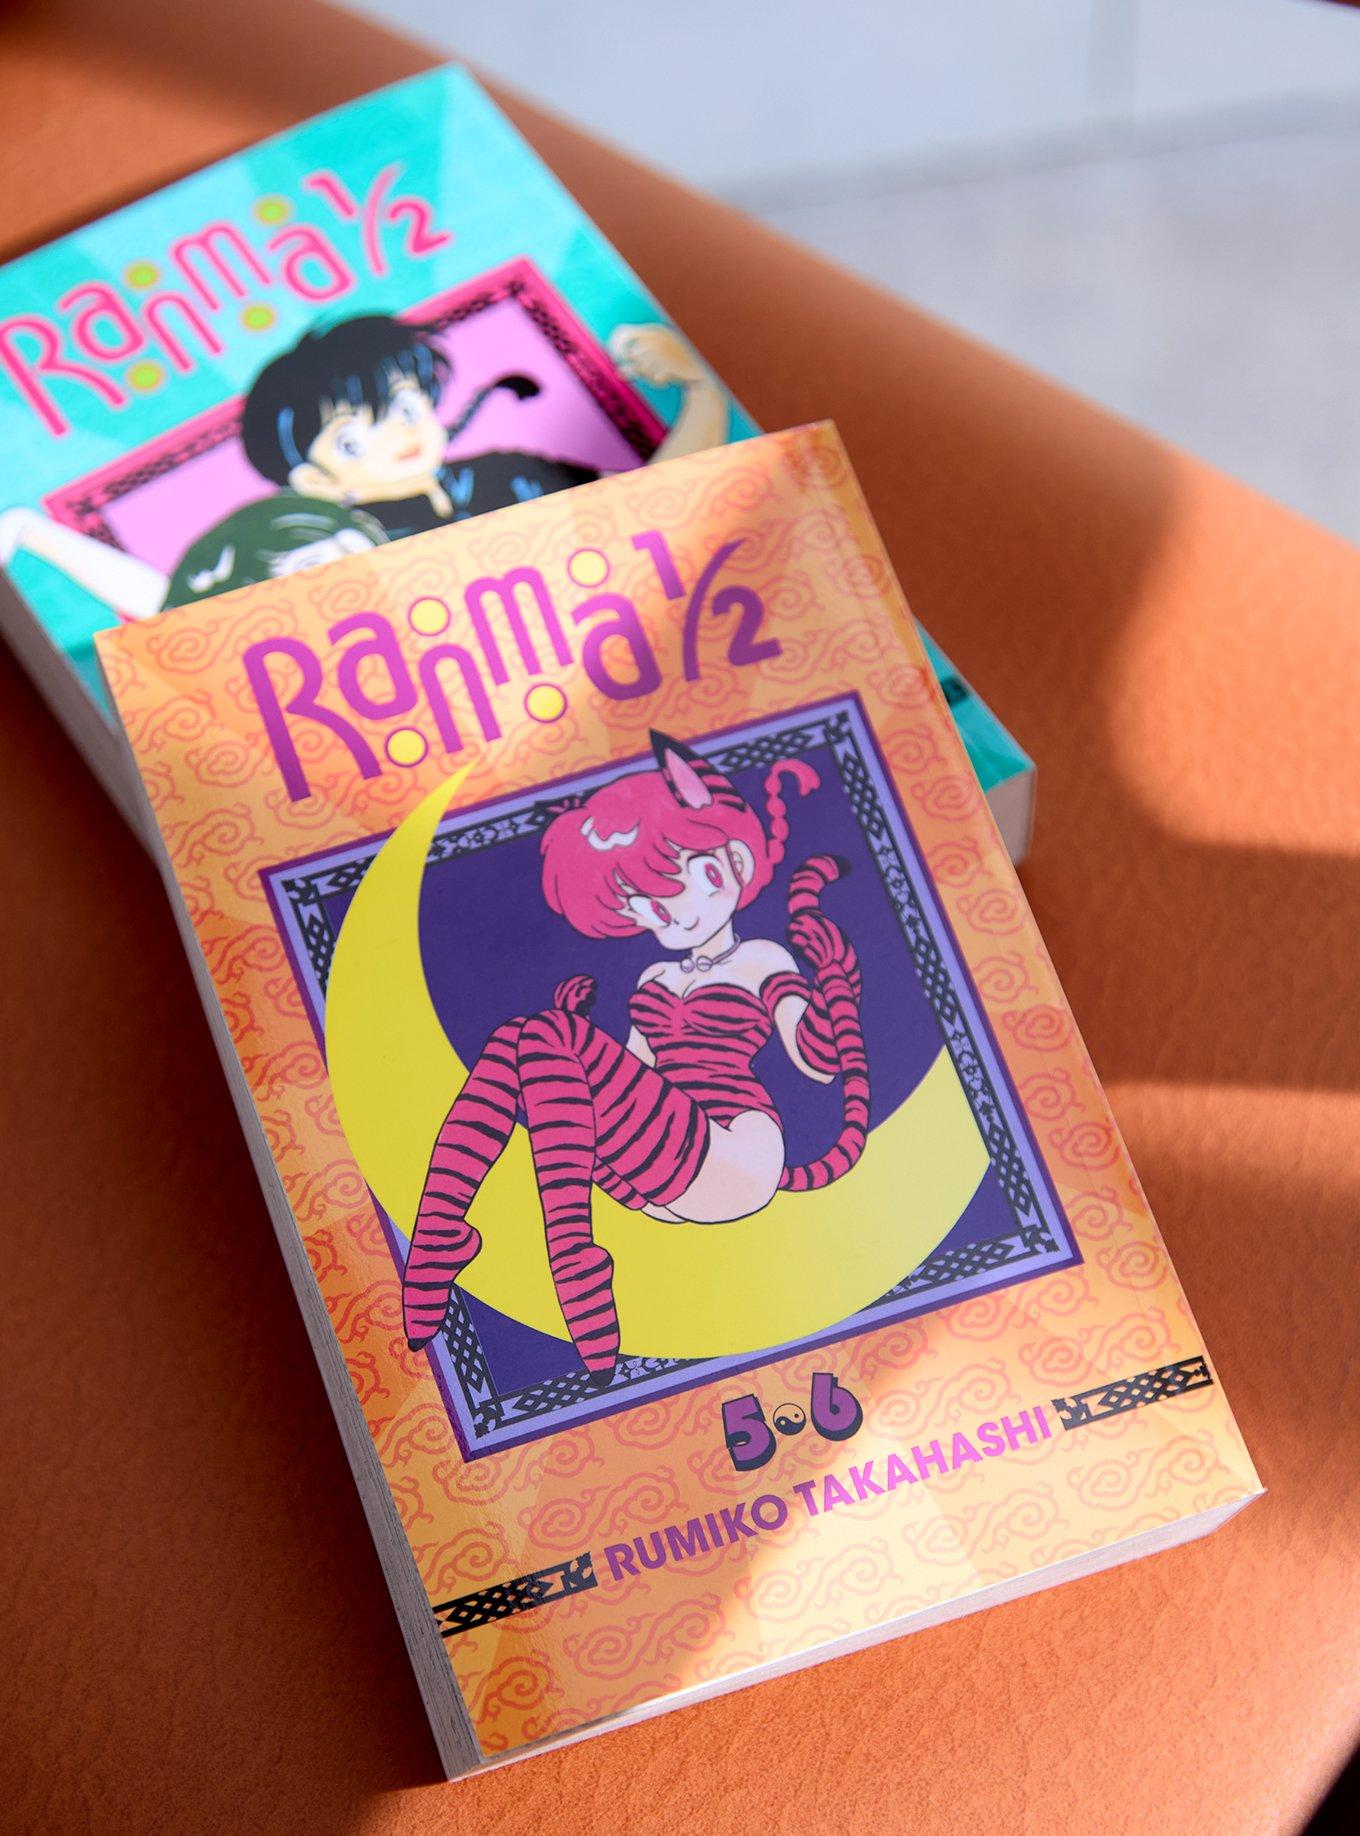 Ranma 1/2
Ranma 1/2
5 6
RUMIKO TAKAHASHI